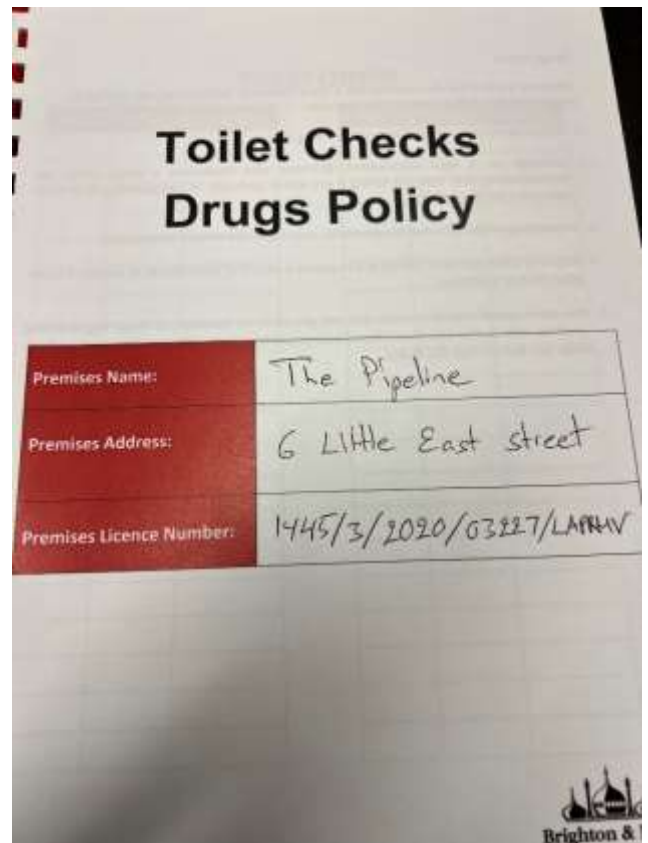 Toilet Checks
Drugs Policy
Premises Name:
The Pipeline
Premises Address:
6 Little East street
Premises Licence Number:
1445/3/2020/03227/
Brighton &